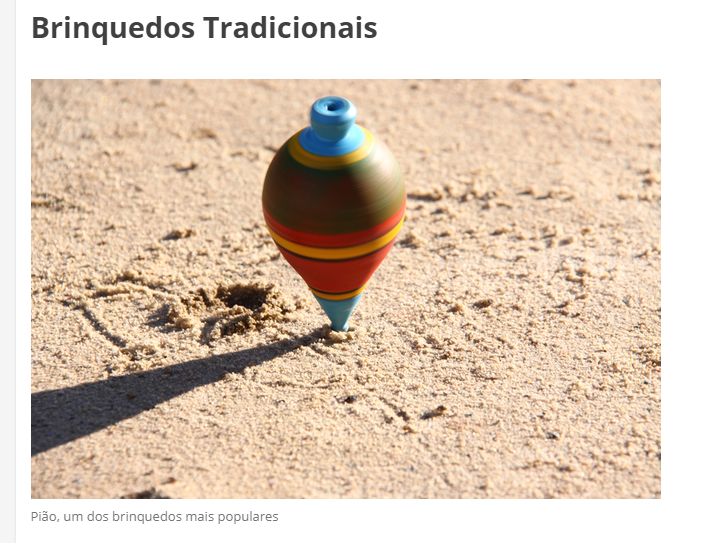 Brinquedos Tradicionais
Pião, um dos brinquedos mais populares